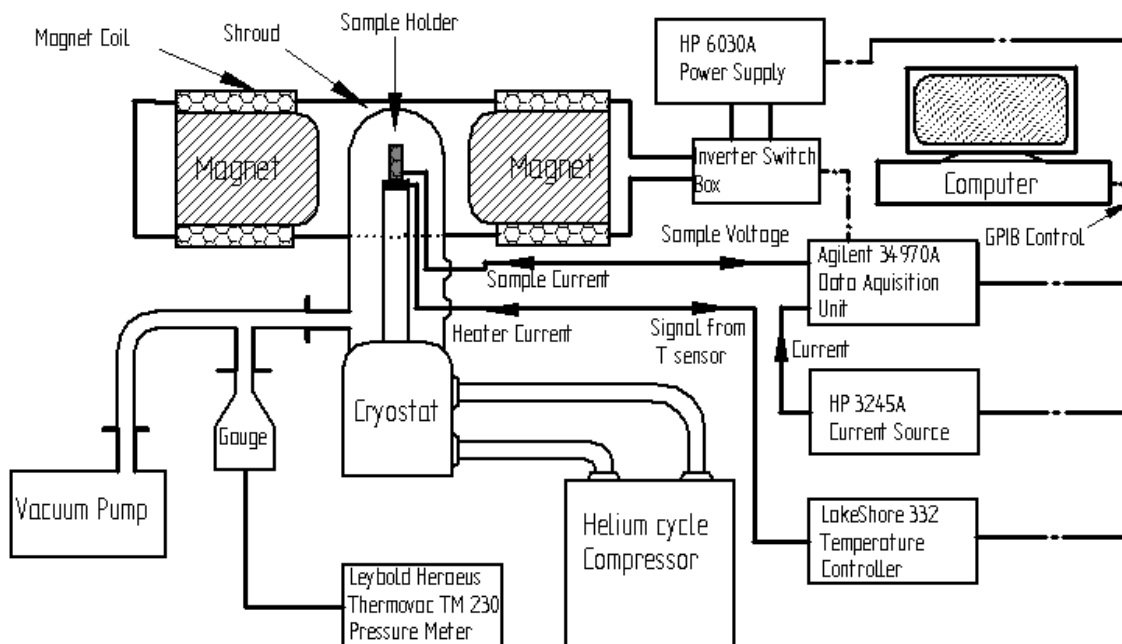 Sample Holder
Shroud
Magnet Coil
HP 6030A
Power Supply
Magnet
Magnet
Inverter Switch
Box
Computer
GPIB Control
Sample Voltage
Agilent 34970A
Data Aquisition
Unit
Sample Current
Heater Current
Signal from
T sensor
Current
HP 3245A
Current Source
Cryostat
Gauge
Vacuum Pump
Helium cycle
Compressor
LakeShore 332
Temperature
Controller
Leybold Heraeus
Thermovac TM 230
Pressure Meter